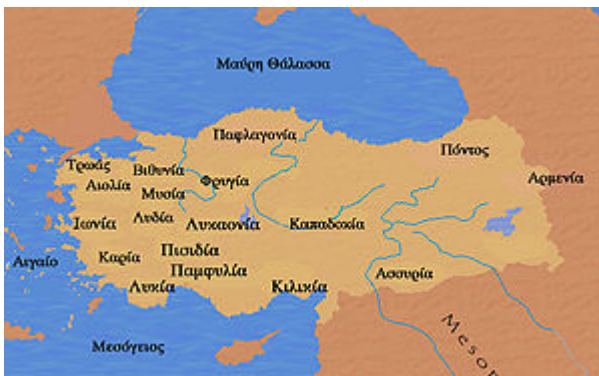 Μαύρη Θάλασσα
Παφλαγονία
Πόντος
Τρωάς
Βιθυνία
Φρυγία
Αρμενία
Αιολία
Μυσία
Ιωνία
Λυδία
Λυκαονία
Καπαδοκία
Αιγαίο
Καρία
Πισιδία
Παμφυλία
Ασσυρία
Λυκία
Κιλικία
Μεσόγειος
Mesop